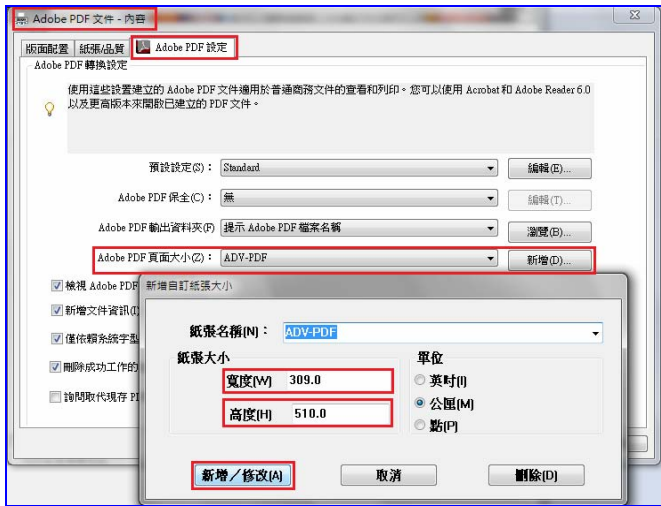 Adobe PDF 文件 - 內容
版面配置 紙張/品質 Adobe PDF 設定
Adobe PDF 轉換設定
使用這些設置建立的 Adobe PDF 文件適用於普通商務文件的查看和列印。您可以使用 Acrobat 和 Adobe Reader 6.0
以及更高版本來開啟已建立的 PDF 文件。
預設設定(S)： Standard 編輯(E)...
Adobe PDF 保全(C)： 無 編輯(T)...
Adobe PDF 輸出資料夾(F) 提示 Adobe PDF 檔案名稱 瀏覽(B)...
Adobe PDF 頁面大小(Z)： ADV-PDF 新增(D)...
檢視 Adobe PDF
新增文件資訊(I)
僅依賴系統字型
刪除成功工作的
詢問取代現存 PD
新增自訂紙張大小
紙張名稱(N)： ADV-PDF
紙張大小 單位
寬度(W) 309.0 英吋(I)
高度(H) 510.0 公厘(M)
點(P)
新增／修改(A) 取消 刪除(D)